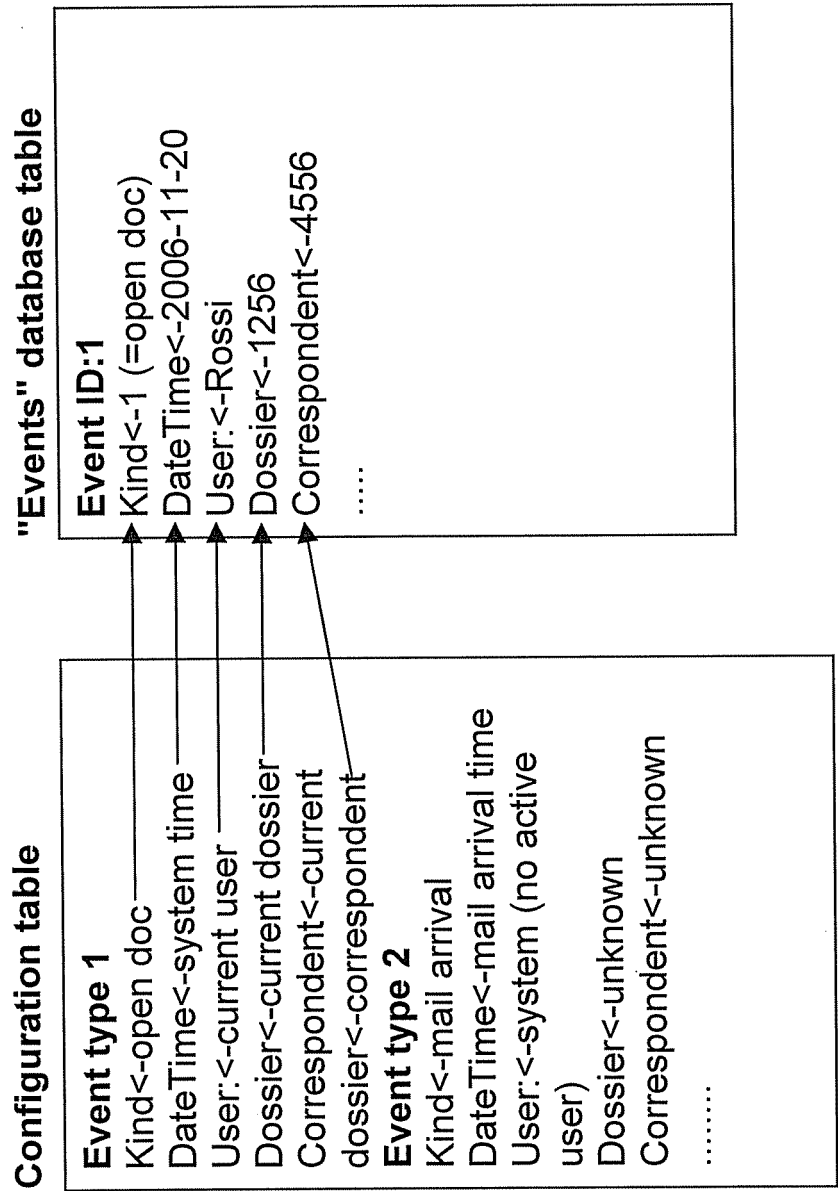 Configuration table
Event type 1
Kind<-open doc
DateTime<-system time
User:<-current user
Dossier<-current dossier
Correspondent<-current
dossier<-correspondent
Event type 2
Kind<-mail arrival
DateTime<-mail arrival time
User:<-system (no active
user)
Dossier<-unknown
Correspondent<-unknown
........
"Events" database table
Event ID:1
Kind<-1 (=open doc)
DateTime<-2006-11-20
User:<-Rossi
Dossier<-1256
Correspondent<-4556
.....